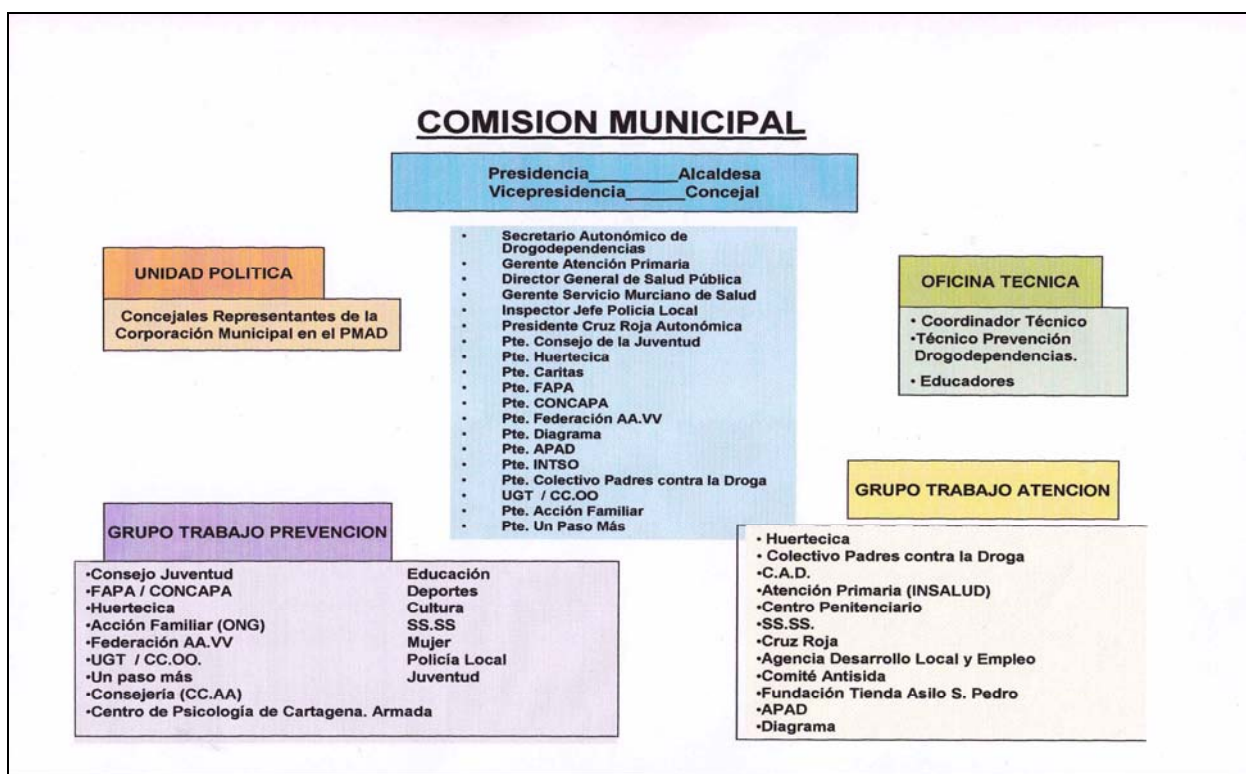 COMISION MUNICIPAL
Presidencia________Alcaldesa
Vicepresidencia______Concejal
• Secretario Autonómico de
Drogodependencias
• Gerente Atención Primaria
• Director General de Salud Pública
• Gerente Servicio Murciano de Salud
• Inspector Jefe Policia Local
• Presidente Cruz Roja Autonómica
• Pte. Consejo de la Juventud
• Pte. Huertecica
• Pte. Caritas
• Pte. FAPA
• Pte. CONCAPA
• Pte. Federación AA.VV
• Pte. Diagrama
• Pte. APAD
• Pte. INTSO
• Pte. Colectivo Padres contra la Droga
• UGT / CC.OO
• Pte. Acción Familiar
• Pte. Un Paso Más
UNIDAD POLITICA
Concejales Representantes de la
Corporación Municipal en el PMAD
OFICINA TECNICA
• Coordinador Técnico
•Técnico Prevención
Drogodependencias.
• Educadores
GRUPO TRABAJO PREVENCION
•Consejo Juventud
•FAPA / CONCAPA
•Huertecica
•Acción Familiar (ONG)
•Federación AA.VV
•UGT / CC.OO.
•Un paso más
•Consejería (CC.AA)
•Centro de Psicología de Cartagena. Armada
Educación
Deportes
Cultura
SS.SS
Mujer
Policía Local
Juventud
GRUPO TRABAJO ATENCION
• Huertecica
• Colectivo Padres contra la Droga
•C.A.D.
•Atención Primaria (INSALUD)
•Centro Penitenciario
•SS.SS.
•Cruz Roja
•Agencia Desarrollo Local y Empleo
•Comité Antisida
•Fundación Tienda Asilo S. Pedro
•APAD
•Diagrama